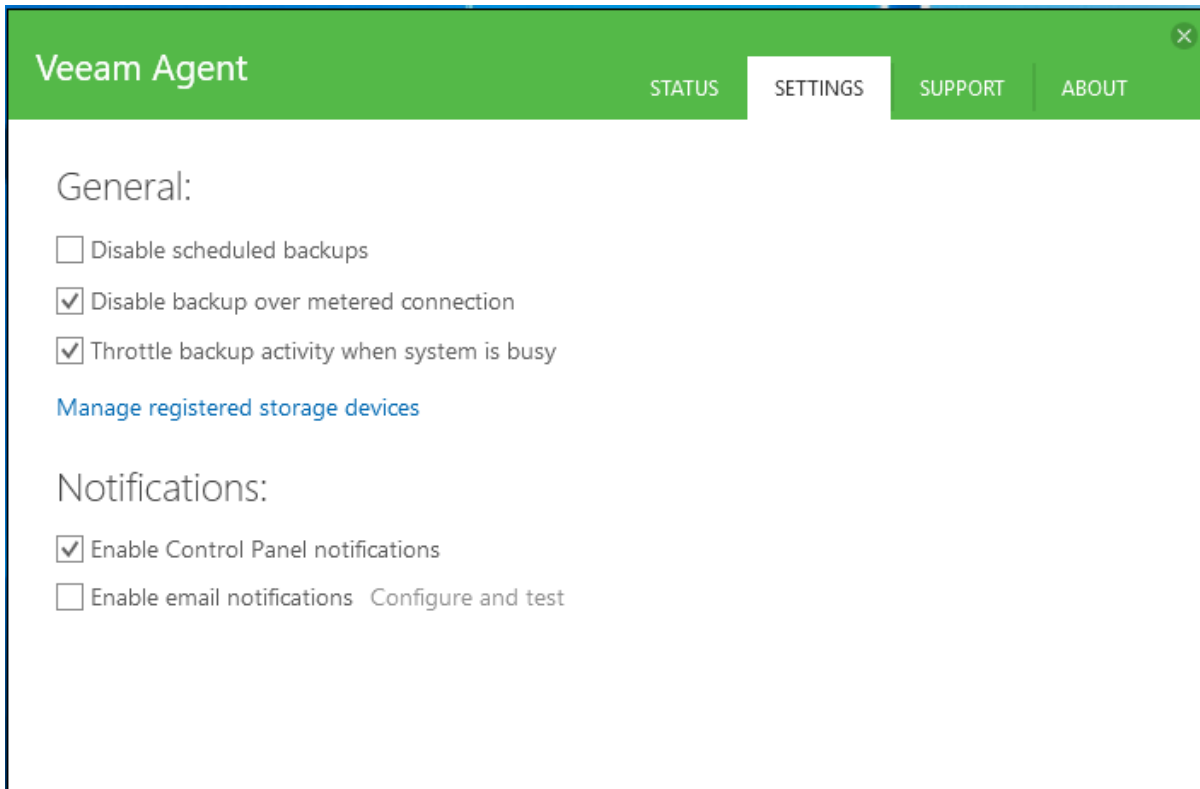 Veeam Agent
STATUS SETTINGS SUPPORT ABOUT
General:
Disable scheduled backups
Disable backup over metered connection
Throttle backup activity when system is busy
Manage registered storage devices
Notifications:
Enable Control Panel notifications
Enable email notifications Configure and test